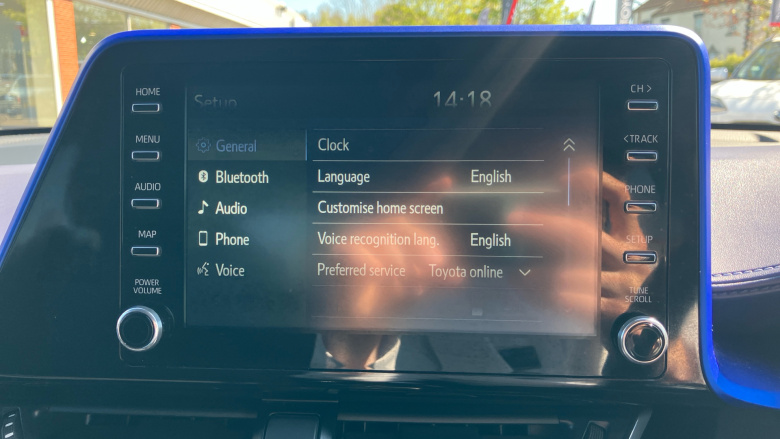 HOME
MENU
AUDIO
MAP
POWER
VOLUME
Setup
14:18
General
Bluetooth
Audio
Phone
Voice
Clock
Language English
Customise home screen
Voice recognition lang. English
Preferred service Toyota online
CH >
< TRACK
PHONE
SETUP
TUNE
SCROLL